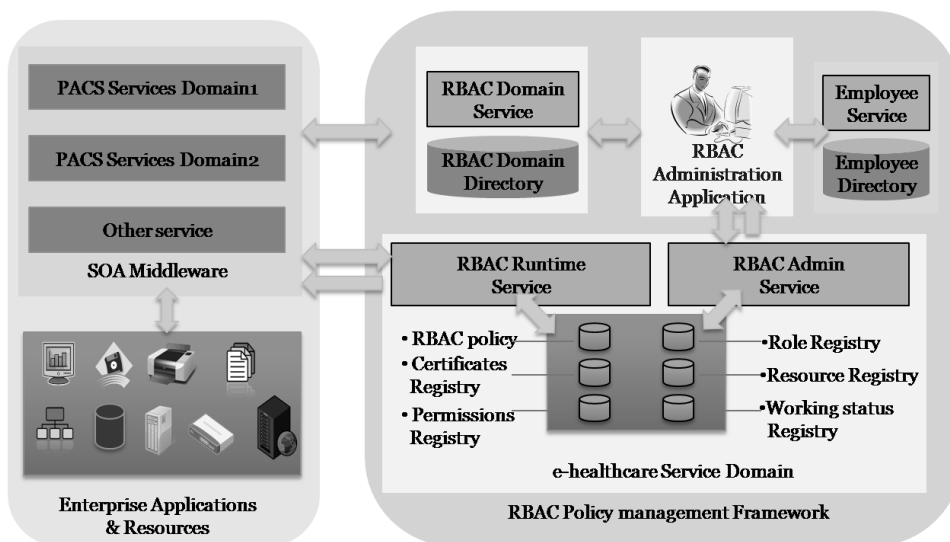 PACS Services Domain1
PACS Services Domain2
Other service
SOA Middleware
Enterprise Applications
& Resources
RBAC Domain
Service
RBAC Domain
Directory
RBAC
Administration
Application
Employee
Service
Employee
Directory
RBAC Runtime
Service
RBAC Admin
Service
• RBAC policy
• Certificates
Registry
• Permissions
Registry
• Role Registry
• Resource Registry
• Working status
Registry
e-healthcare Service Domain
RBAC Policy management Framework